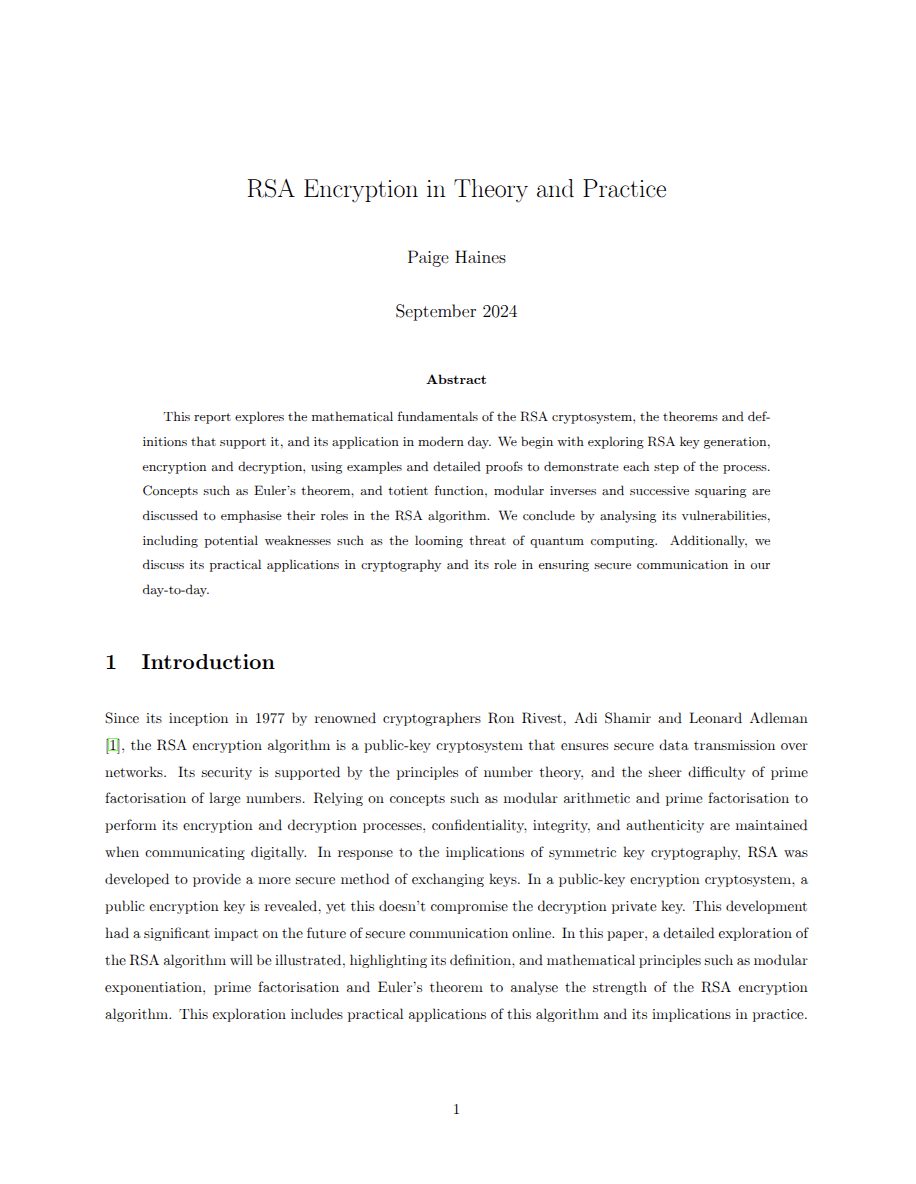 RSA Encryption in Theory and Practice
Paige Haines
September 2024
Abstract
This report explores the mathematical fundamentals of the RSA cryptosystem, the theorems and def-
initions that support it, and its application in modern day. We begin with exploring RSA key generation,
encryption and decryption, using examples and detailed proofs to demonstrate each step of the process.
Concepts such as Euler's theorem, and totient function, modular inverses and successive squaring are
discussed to emphasise their roles in the RSA algorithm. We conclude by analysing its vulnerabilities,
including potential weaknesses such as the looming threat of quantum computing. Additionally, we
discuss its practical applications in cryptography and its role in ensuring secure communication in our
day-to-day.
1 Introduction
Since its inception in 1977 by renowned cryptographers Ron Rivest, Adi Shamir and Leonard Adleman
[1], the RSA encryption algorithm is a public-key cryptosystem that ensures secure data transmission over
networks. Its security is supported by the principles of number theory, and the sheer difficulty of prime
factorisation of large numbers. Relying on concepts such as modular arithmetic and prime factorisation to
perform its encryption and decryption processes, confidentiality, integrity, and authenticity are maintained
when communicating digitally. In response to the implications of symmetric key cryptography, RSA was
developed to provide a more secure method of exchanging keys. In a public-key encryption cryptosystem, a
public encryption key is revealed, yet this doesn't compromise the decryption private key. This development
had a significant impact on the future of secure communication online. In this paper, a detailed exploration of
the RSA algorithm will be illustrated, highlighting its definition, and mathematical principles such as modular
exponentiation, prime factorisation and Euler's theorem to analyse the strength of the RSA encryption
algorithm. This exploration includes practical applications of this algorithm and its implications in practice.
1